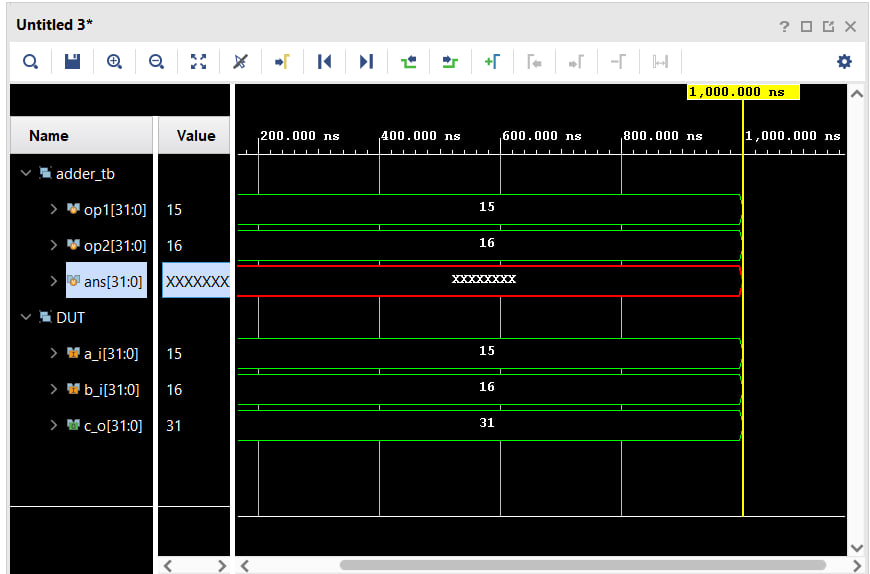 Untitled 3*
?
1,000.000 ns
Name Value 200.000 ns 400.000 ns 600.000 ns 800.000 ns 1,000.000 ns
adder_tb
op1[31:0] 15 15
op2[31:0] 16 16
ans[31:0] XXXXXXX XXXXXXXX
DUT
a_i[31:0] 15 15
b_i[31:0] 16 16
c_o[31:0] 31 31